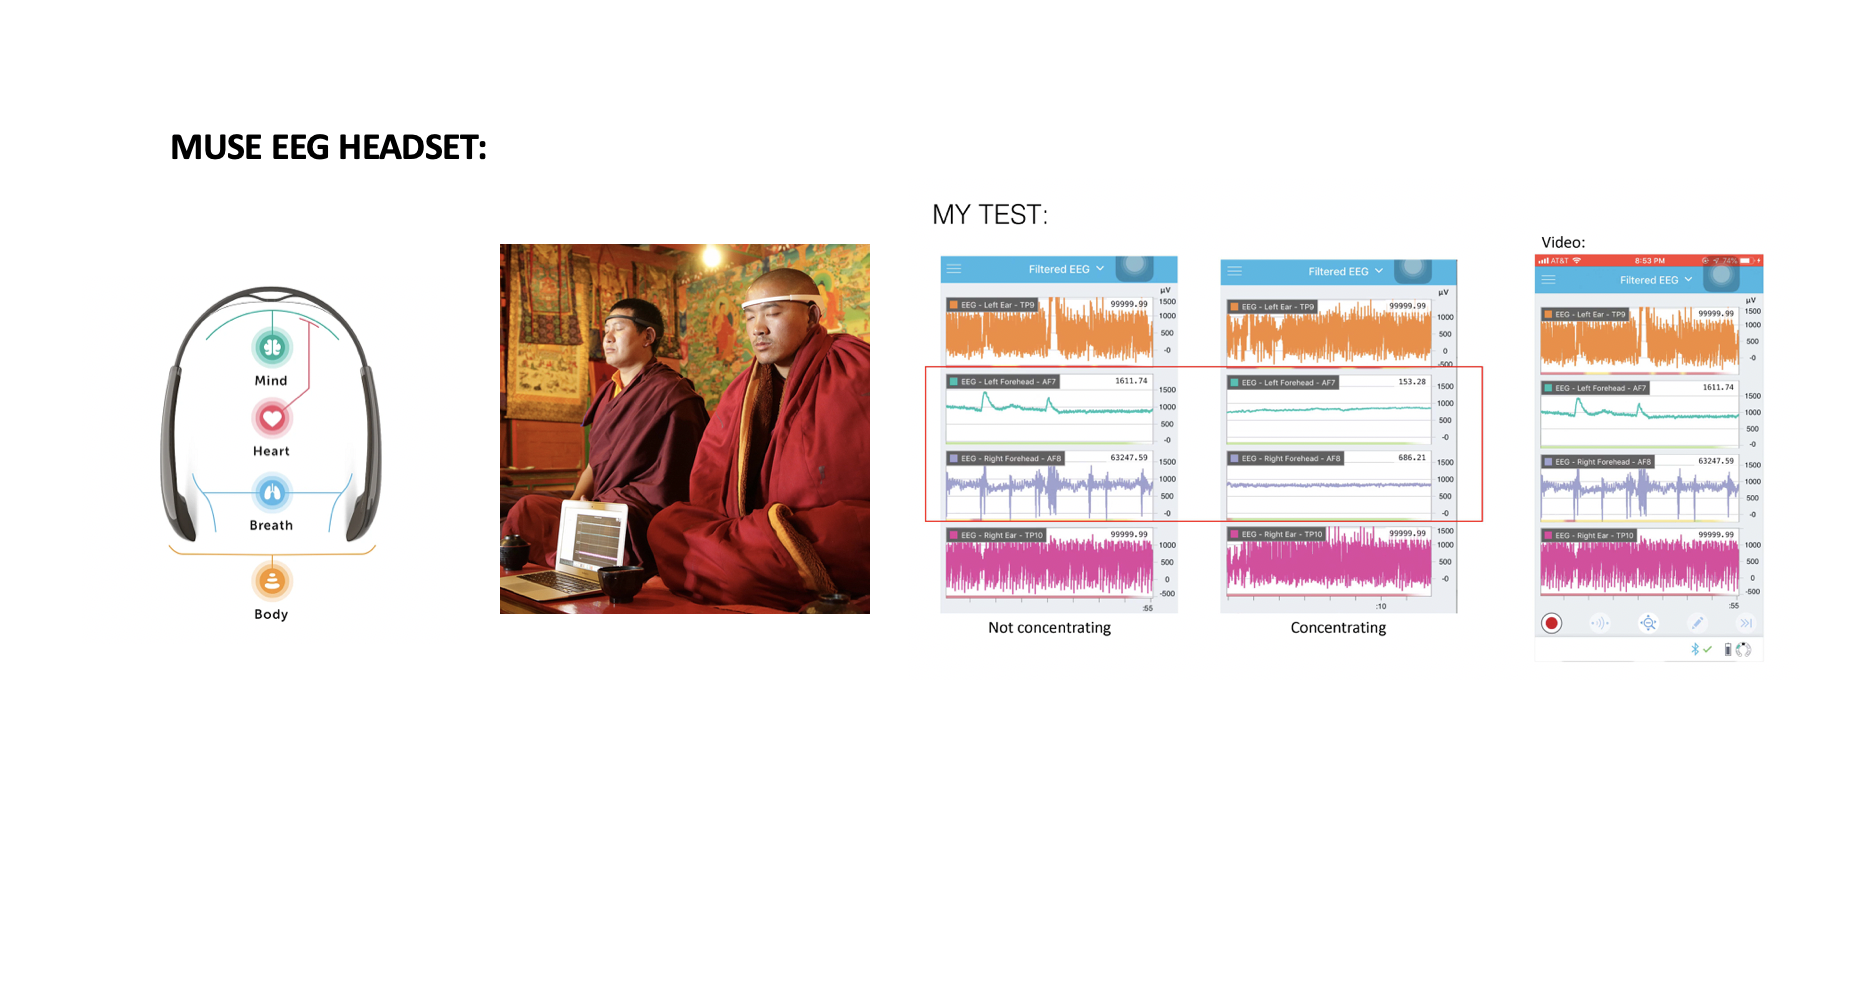 MUSE EEG HEADSET:
Mind
Heart
Breath
Body
MY TEST:
Filtered EEG
µV
EEG - Left Ear - TP9
99999.99
1500
1000
500
-0
EEG - Left Forehead - AF7
1611.74
1500
1000
500
-0
EEG - Right Forehead - AF8
63247.59
1500
1000
500
-0
EEG - Right Ear - TP10
99999.99
1000
500
0
-500
:55
Not concentrating
Filtered EEG
µV
EEG - Left Ear - TP9
99999.99
1000
500
0
-500
EEG - Left Forehead - AF7
153.28
1500
1000
500
-0
EEG - Right Forehead - AF8
686.21
1500
1000
500
-0
EEG - Right Ear - TP10
99999.99
1500
1000
500
-0
:10
Concentrating
Video:
AT&T 8:53 PM 74%
Filtered EEG
µV
EEG - Left Ear - TP9
99999.99
1500
1000
500
-0
EEG - Left Forehead - AF7
1611.74
1500
1000
500
-0
EEG - Right Forehead - AF8
63247.59
1500
1000
500
-0
EEG - Right Ear - TP10
99999.99
1000
500
0
-500
:55